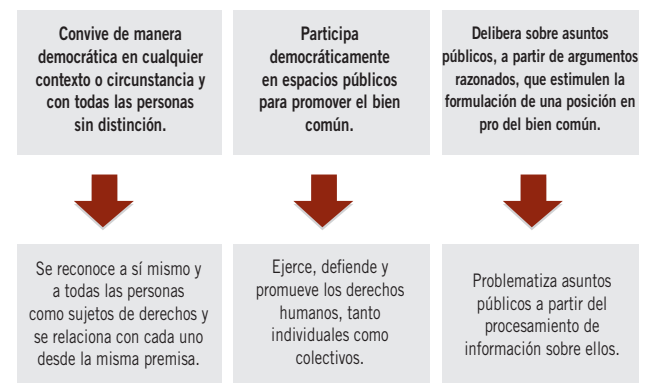 Convive de manera
democrática en cualquier
contexto o circunstancia y
con todas las personas
sin distinción.
Participa
democráticamente
en espacios públicos
para promover el bien
común.
Delibera sobre asuntos
públicos, a partir de argumentos
razonados, que estimulen la
formulación de una posición en
pro del bien común.
Se reconoce a sí mismo y
a todas las personas
como sujetos de derechos y
se relaciona con cada uno
desde la misma premisa.
Ejerce, defiende y
promueve los derechos
humanos, tanto
individuales como
colectivos.
Problematiza asuntos
públicos a partir del
procesamiento de
información sobre ellos.